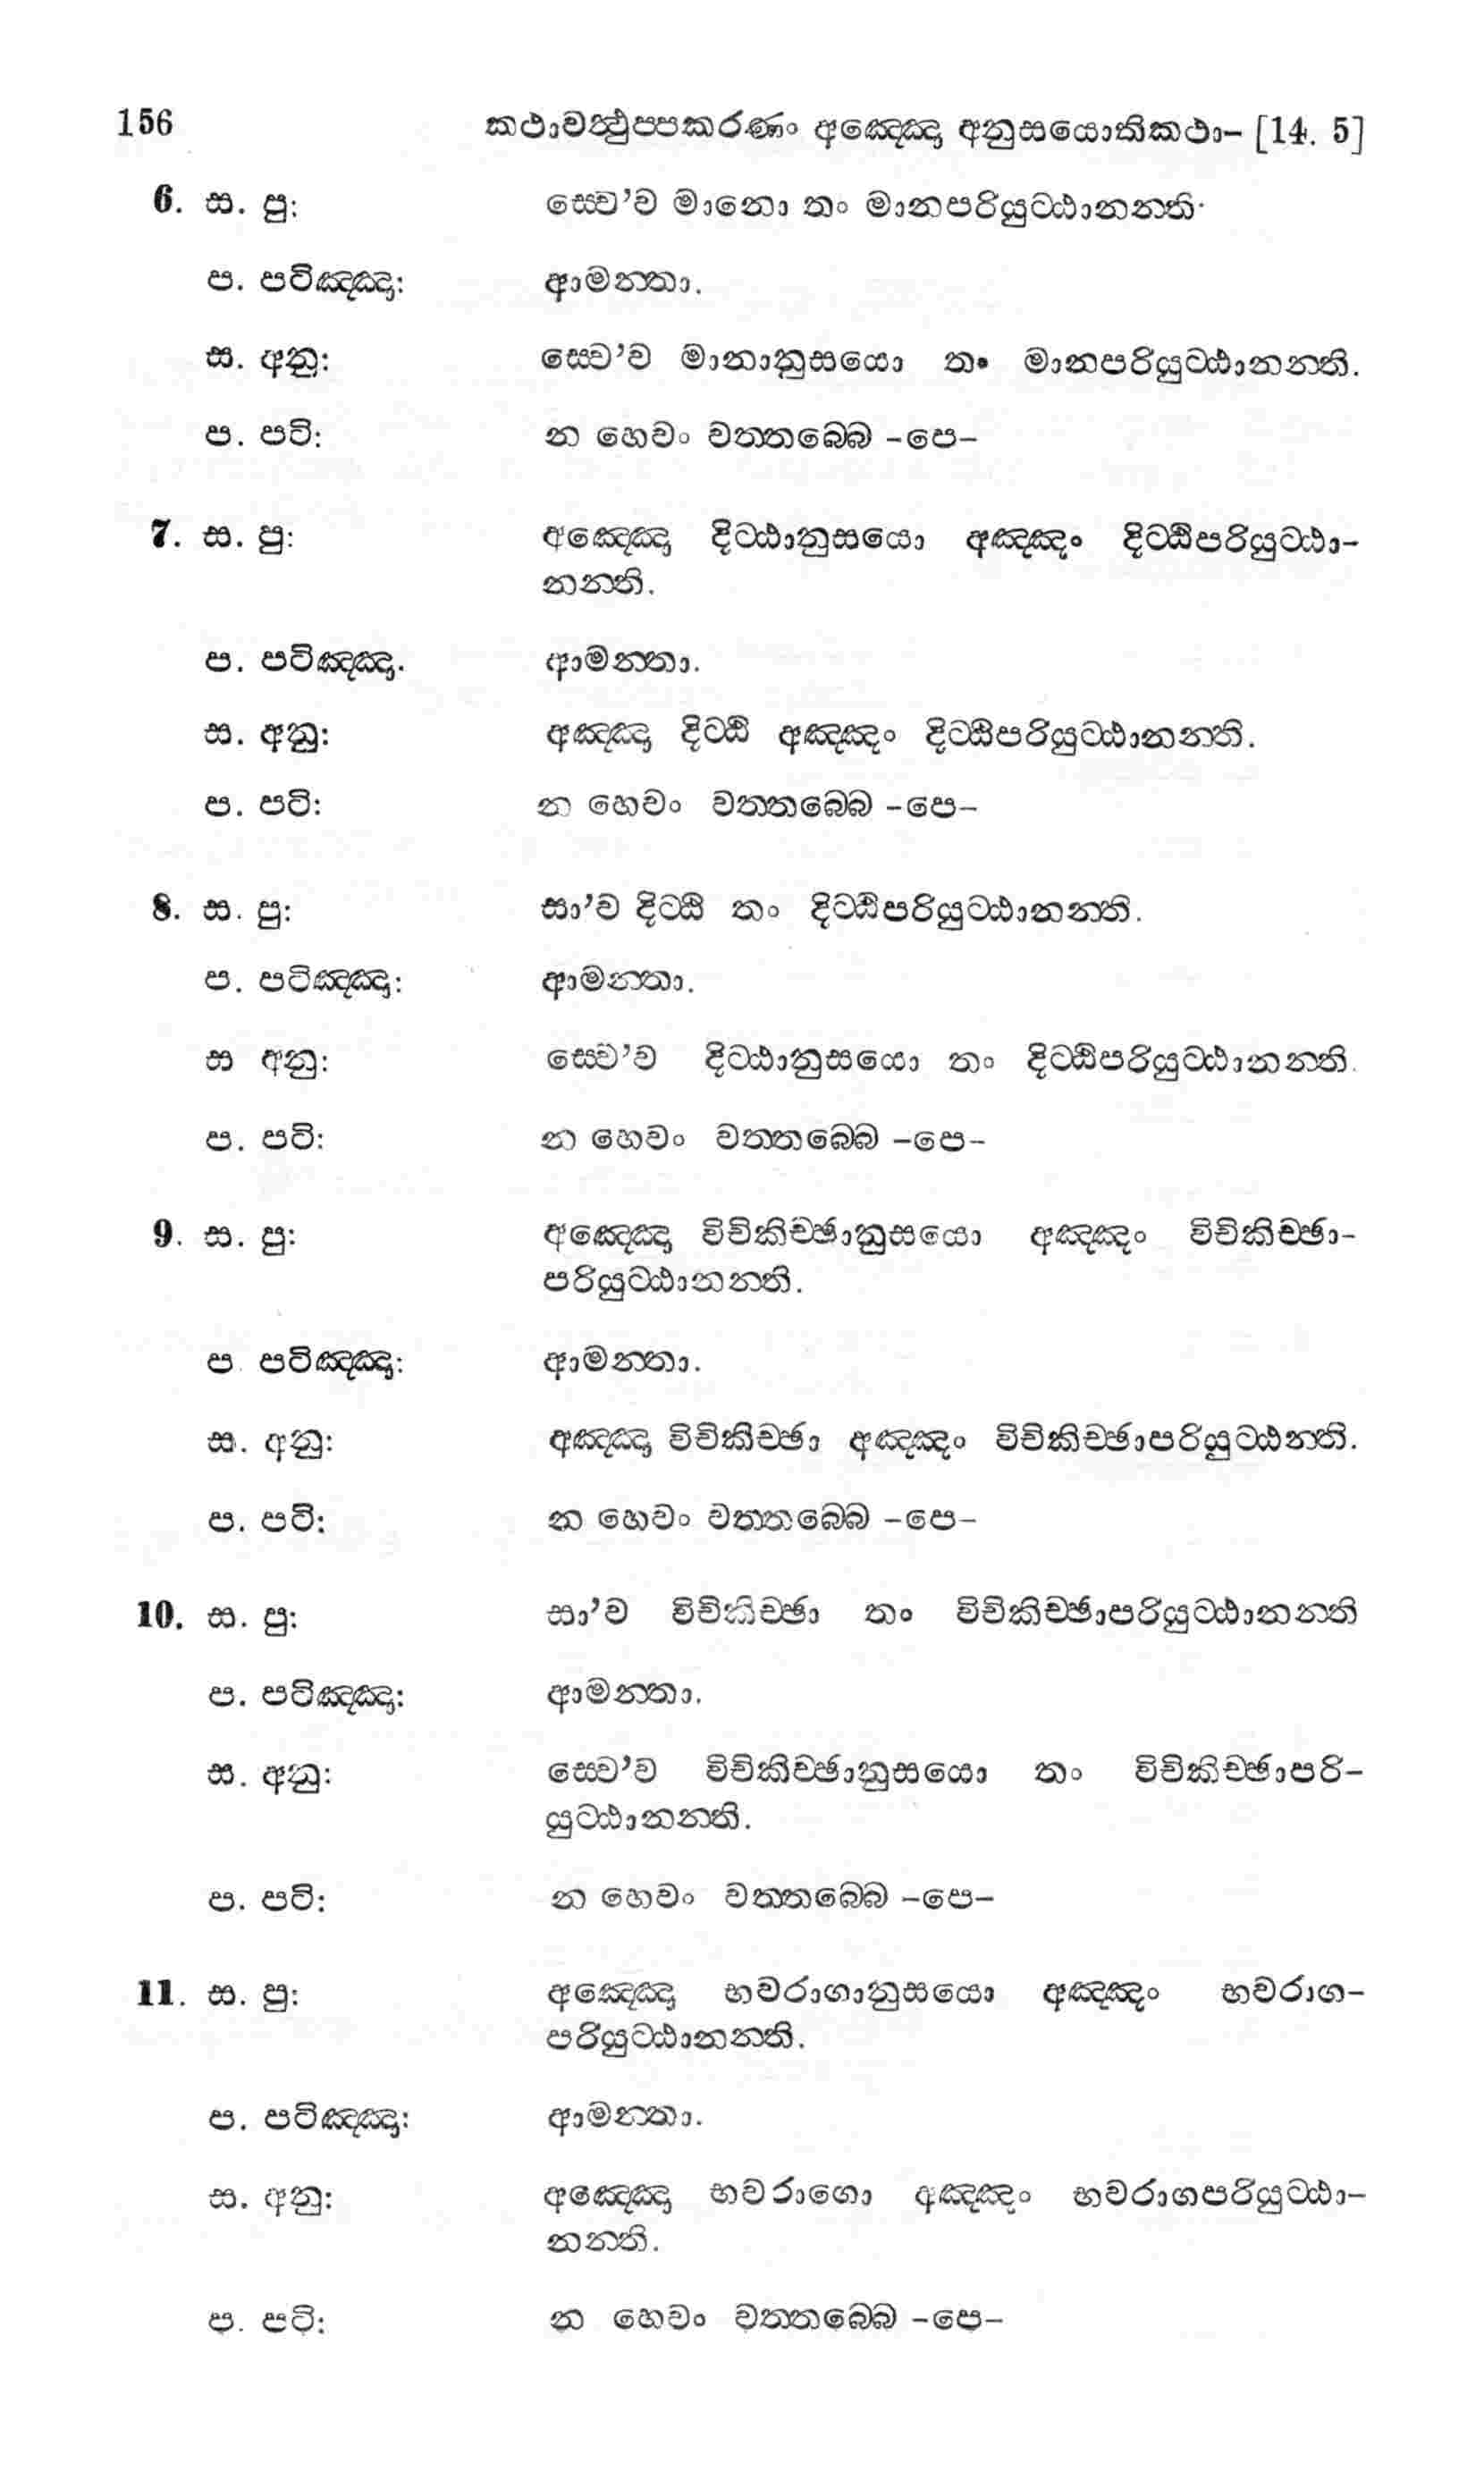 156 කථාවත්‍ථුප්පකරණං අඤ්ඤො අනුසයොතිකථා- [14. 5]
6. ස. පු: ස්වෙ’ව මානො තං මානපරියුට්ඨානන්ති.
ප. පටිඤ්ඤා: ආමන්තා.
ස. අනු: ස්වෙ’ව මානානුසයො තං මානපරියුට්ඨානන්ති.
ප. පටි: න හෙවං වත්තබ්බෙ -පෙ-
7. ස. පු: අඤ්ඤො දිට්ඨානුසයො අඤ්ඤං දිට්ඨිපරියුට්ඨා-
නන්ති.
ප. පටිඤ්ඤා. ආමන්තා.
ස. අනු: අඤ්ඤා දිට්ඨි අඤ්ඤං දිට්ඨිපරියුට්ඨානන්ති.
ප. පටි: න හෙවං වත්තබ්බෙ -පෙ-
8. ස. පු: සා’ව දිට්ඨි තං දිට්ඨිපරියුට්ඨානන්ති.
ප. පටිඤ්ඤා: ආමන්තා.
ස අනු: ස්වෙ’ව දිට්ඨානුසයො තං දිට්ඨිපරියුට්ඨානන්ති.
ප. පටි: න හෙවං වත්තබ්බෙ -පෙ-
9. ස. පු: අඤ්ඤො විචිකිච්ඡානුසයො අඤ්ඤං විචිකිච්ඡා-
පරියුට්ඨානන්ති.
ප. පටිඤ්ඤා: ආමන්තා.
ස. අනු: අඤ්ඤා විචිකිච්ඡා අඤ්ඤං විචිකිච්ඡාපරියුට්ඨන්ති.
ප. පටි: න හෙවං වත්තබ්බෙ -පෙ-
10. ස. පු: සා’ව විචිකිච්ඡා තං විචිකිච්ඡාපරියුට්ඨානන්ති
ප. පටිඤ්ඤා: ආමන්තා.
ස. අනු: ස්වෙ’ව විචිකිච්ඡානුසයො තං විචිකිච්ඡාපරි-
යුට්ඨානන්ති.
ප. පටි: න හෙවං වත්තබ්බෙ -පෙ-
11. ස. පු: අඤ්ඤො භවරාගානුසයො අඤ්ඤං භවරාග-
පරියුට්ඨානන්ති.
ප. පටිඤ්ඤා: ආමන්තා.
ස. අනු: අඤ්ඤො භවරාගො අඤ්ඤං භවරාගපරියුට්ඨා-
නන්ති.
ප. පටි: න හෙවං වත්තබ්බෙ -පෙ-